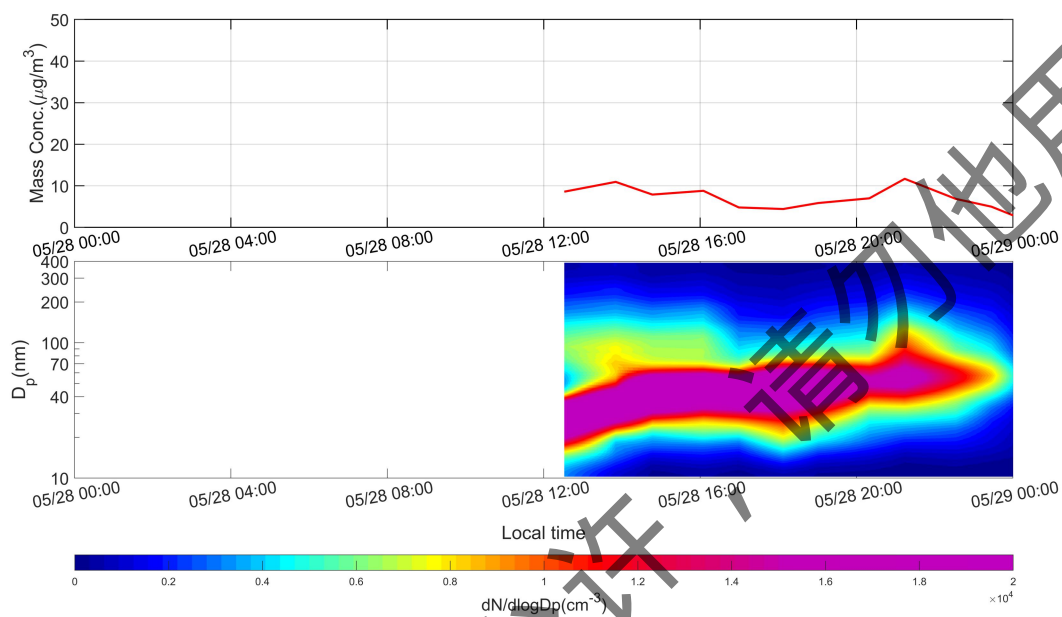 50
40
30
20
10
0
Mass Conc.(μg/m³)
05/28 00:00 05/28 04:00 05/28 08:00 05/28 12:00 05/28 16:00 05/28 20:00 05/29 00:00
400
300
200
100
70
40
10
Dp(nm)
05/28 00:00 05/28 04:00 05/28 08:00 05/28 12:00 05/28 16:00 05/28 20:00 05/29 00:00
Local time
0 0.2 0.4 0.6 0.8 1 1.2 1.4 1.6 1.8 2
×10⁴
dN/dlogDp(cm⁻³)
许,请勿他用